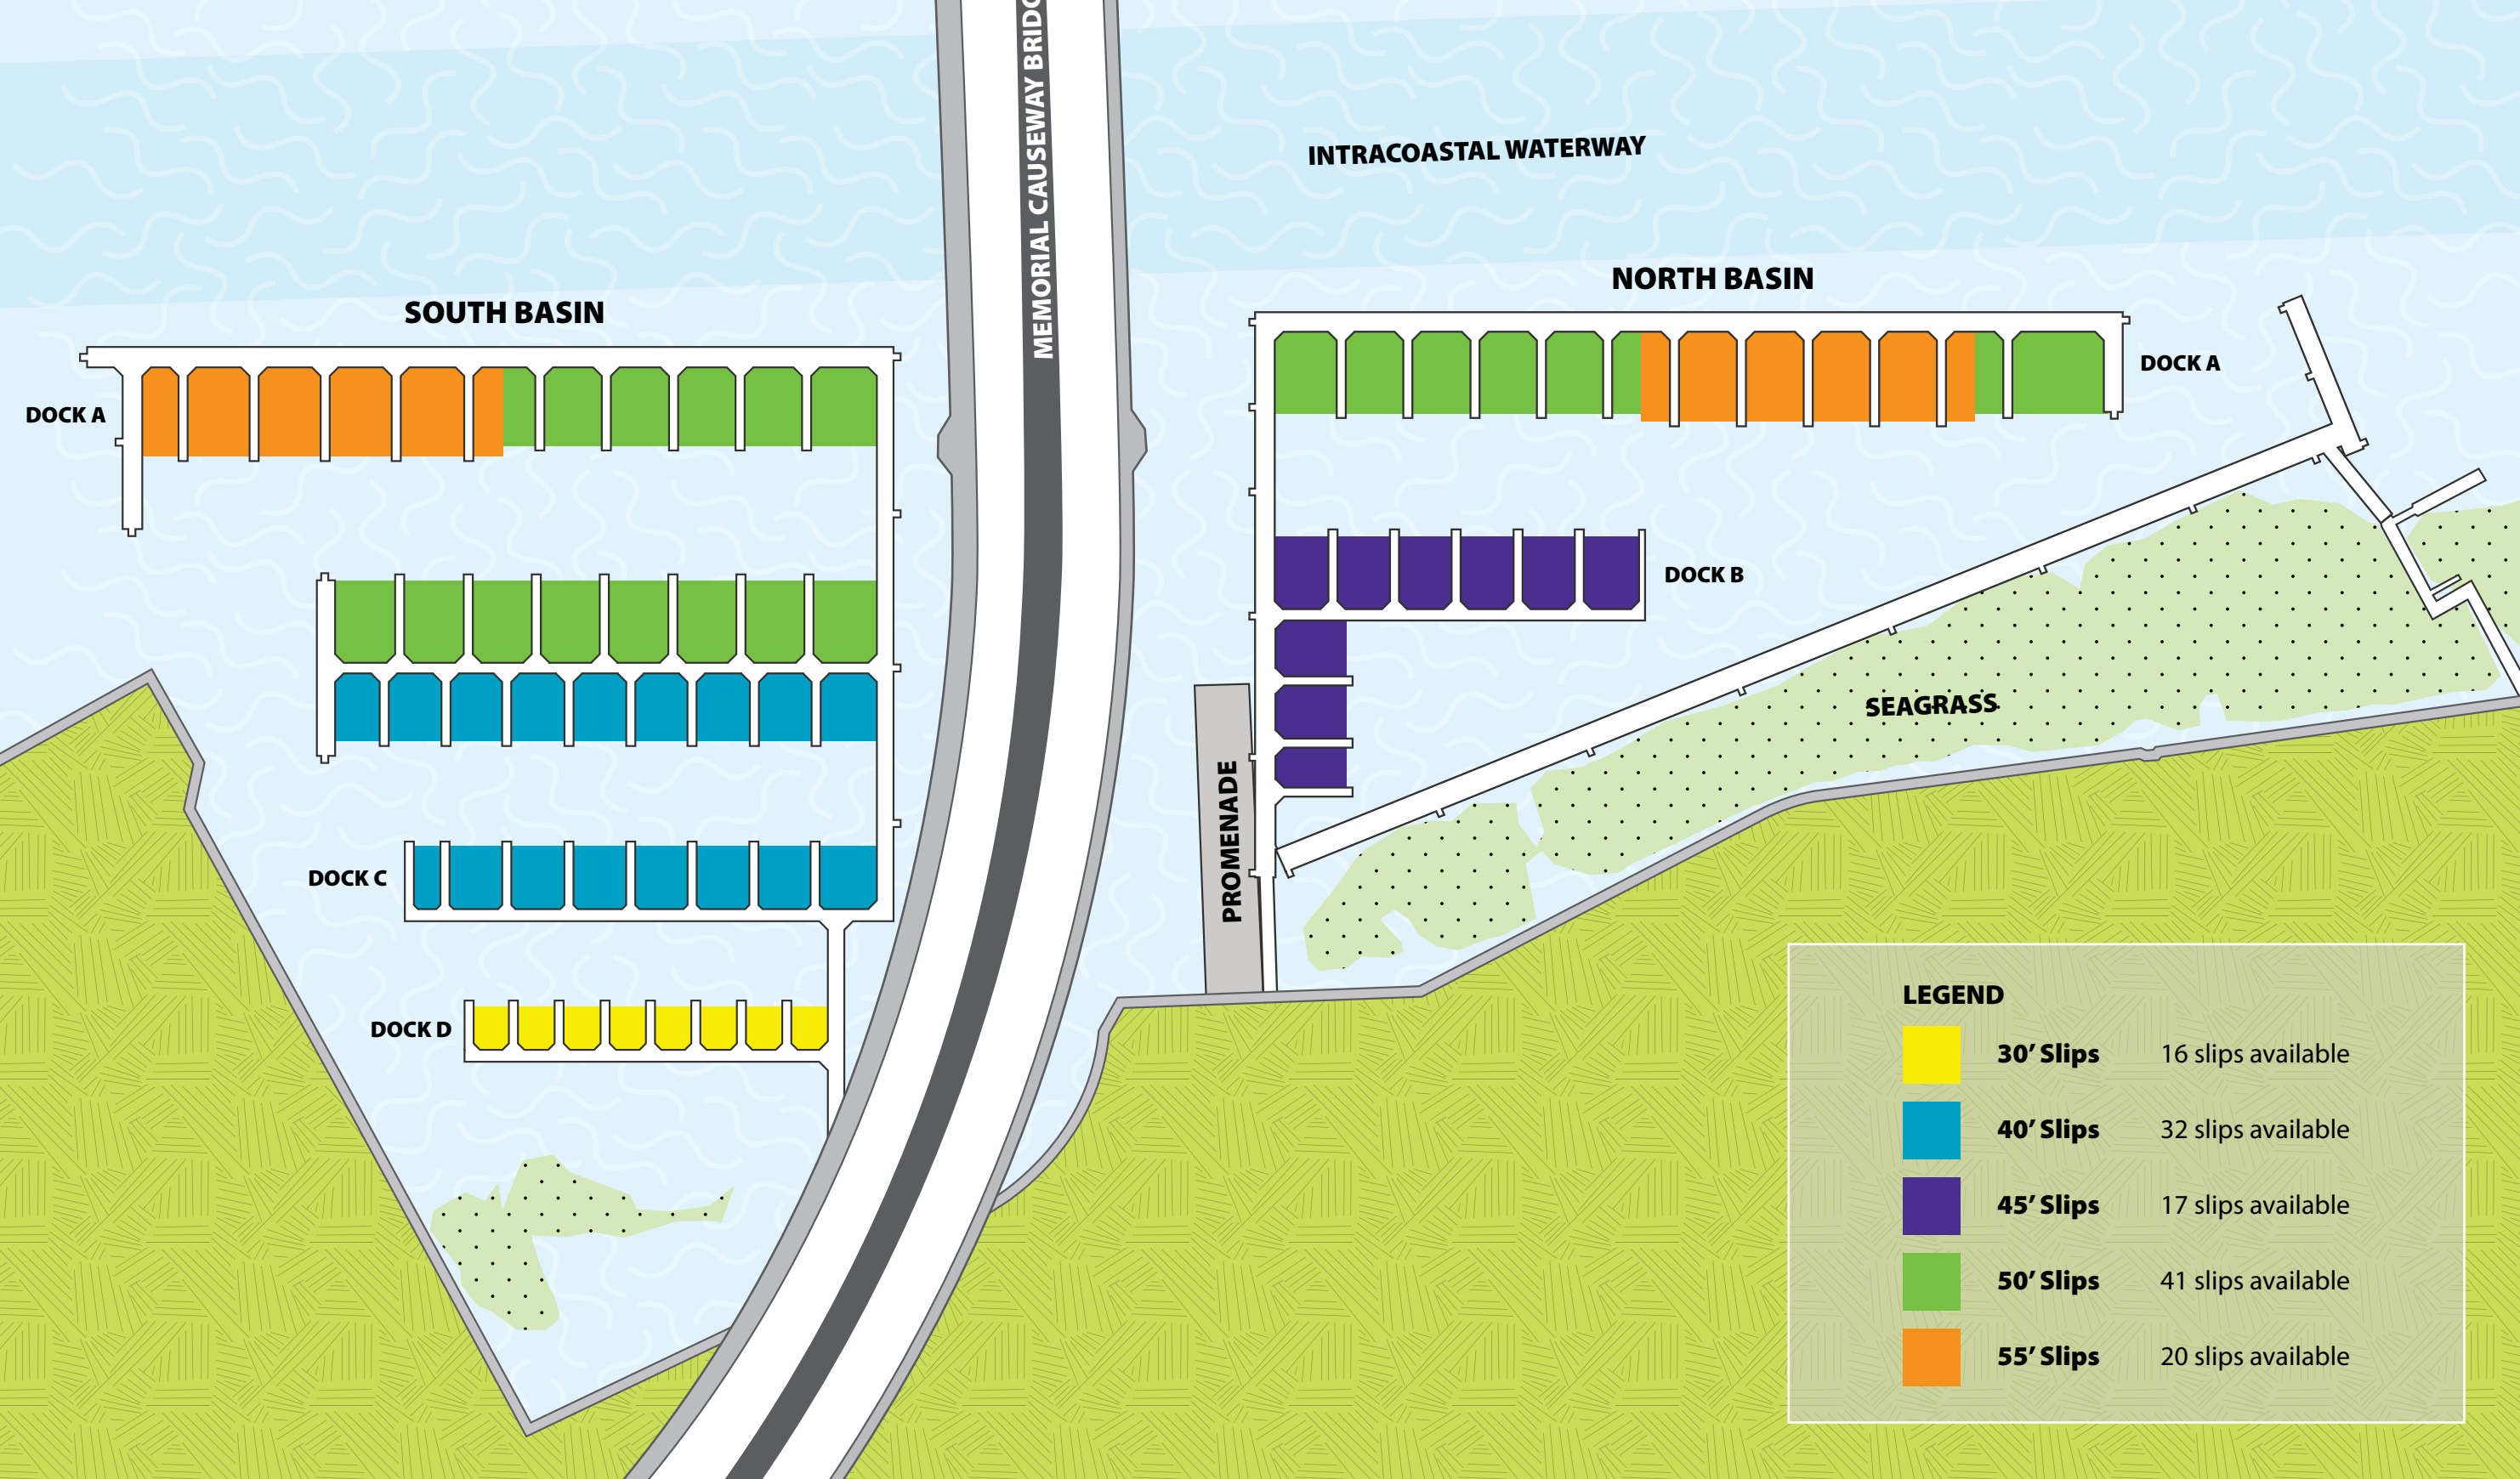 MEMORIAL CAUSEWAY BRIDG
INTRACOASTAL WATERWAY
SOUTH BASIN
NORTH BASIN
DOCK A
DOCK A
DOCK B
SEAGRASS
PROMENADE
DOCK C
DOCK D
LEGEND
30’ Slips 16 slips available
40’ Slips 32 slips available
45’ Slips 17 slips available
50’ Slips 41 slips available
55’ Slips 20 slips available